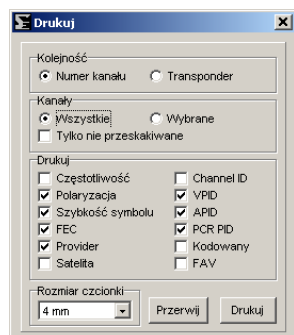 Drukuj
Kolejność
Numer kanału Transponder
Kanały
Wszystkie Wybrane
Tylko nie przeskakiwane
Drukuj
Częstotliwość Channel ID
Polaryzacja VPID
Szybkość symbolu APID
FEC PCR PID
Provider Kodowany
Satelita FAV
Rozmiar czcionki
4 mm Przerwij Drukuj